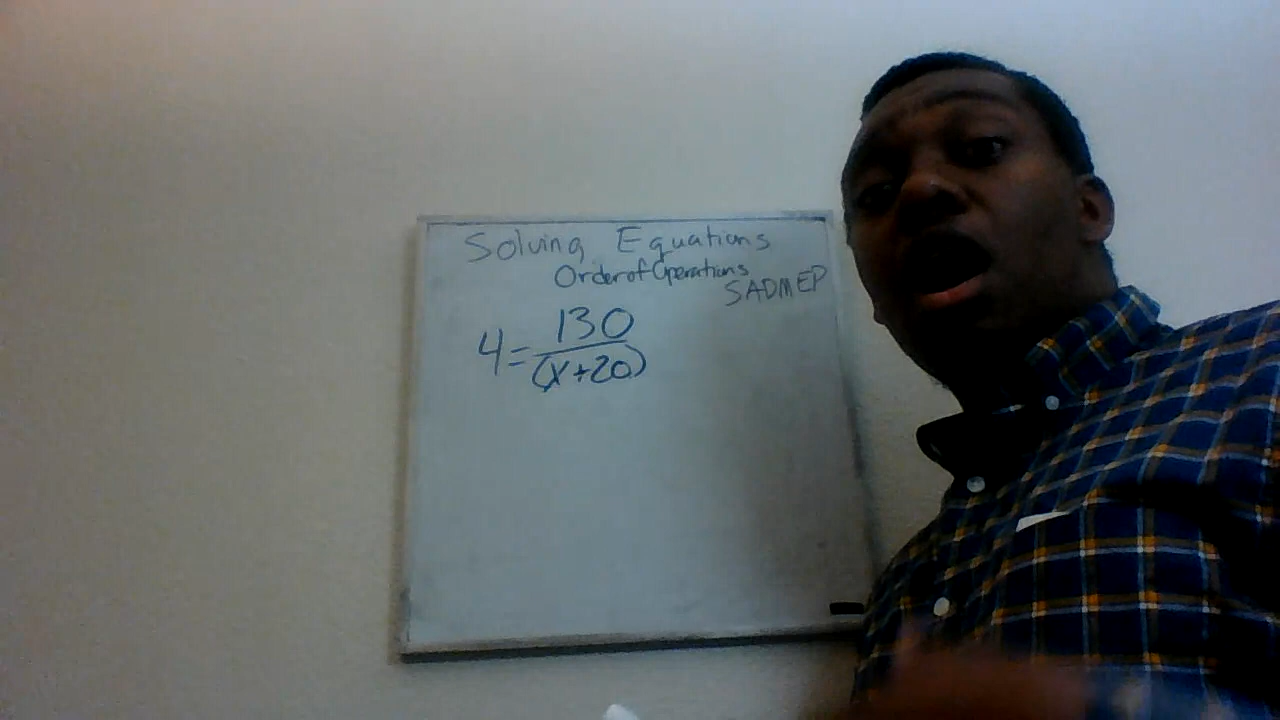 Solving Equations
Order of Operations
SADMEP
4=130/(x+20)